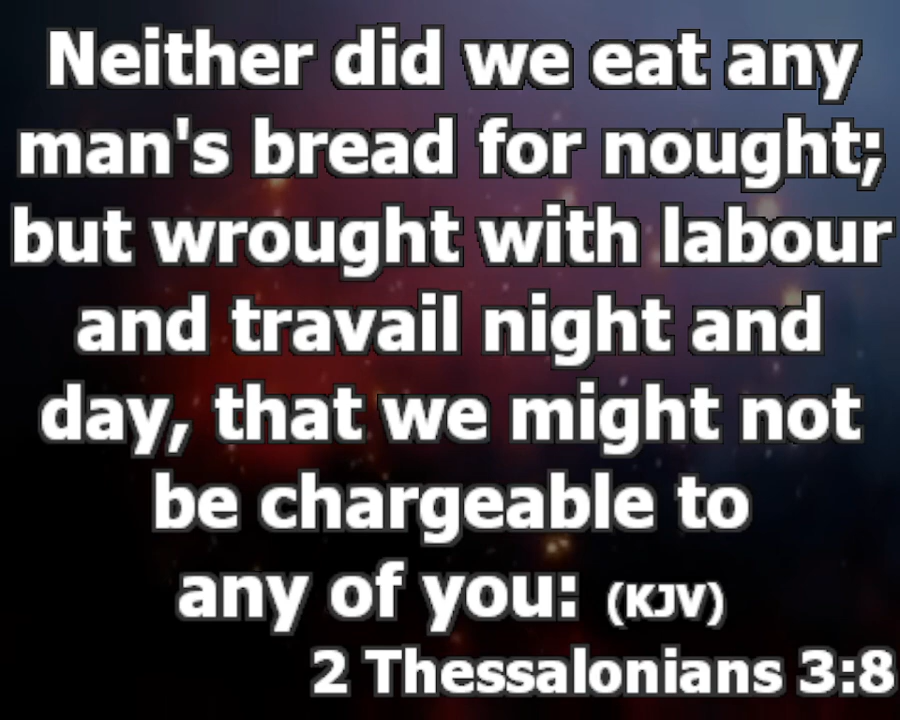 Neither did we eat any
man's bread for nought;
but wrought with labour
and travail night and
day, that we might not
be chargeable to
any of you: (KJV)
2 Thessalonians 3:8